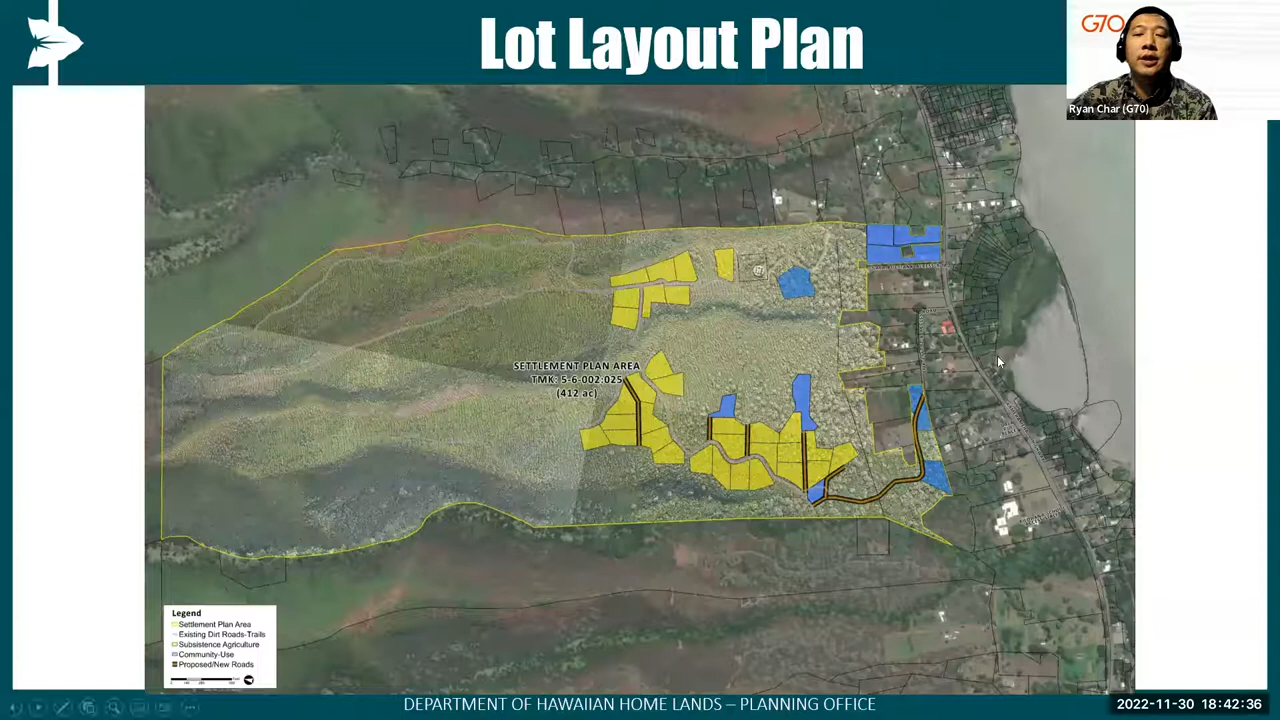 Lot Layout Plan
G70
Ryan Char (G70)
SETTLEMENT PLAN AREA
TMK: 5-6-002:025
(412 ac)
Legend
Settlement Plan Area
Existing Dirt Roads-Trails
Subsistence Agriculture
Community-Use
Proposed/New Roads
DEPARTMENT OF HAWAIIAN HOME LANDS – PLANNING OFFICE
2022-11-30 18:42:36